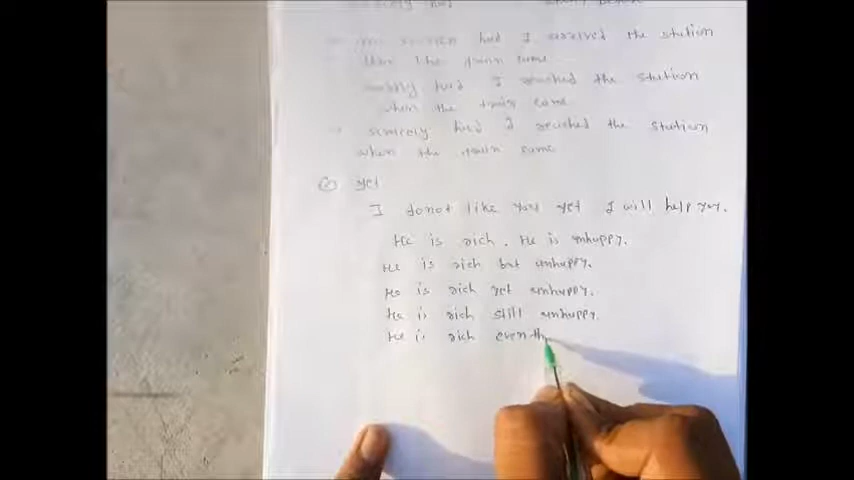 had I arrived the station
the train came
had I reached the station
when the train came
scarcely had I reached the station
when the train came
yet
I donot like you yet I will help you.
He is rich. He is unhappy.
He is rich but unhappy.
He is rich yet unhappy.
He is rich still unhappy.
He is rich even th